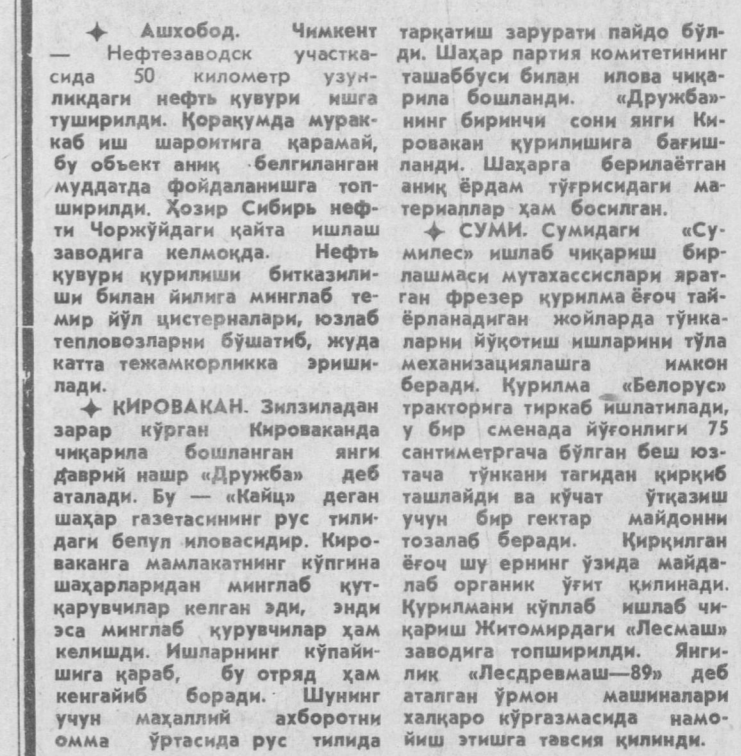 ✦ Ашхобод. Чимкент
— Нефтезаводск участка-
сида 50 километр узун-
ликдаги нефть қувури ишга
туширилди. Қорақумда мурак-
каб иш шароитига қарамай,
бу объект аниқ белгиланган
муддатда фойдаланишга топ-
ширилди. Ҳозир Сибирь неф-
ти Чоржўйдаги қайта ишлаш
заводига келмоқда. Нефть
қувури қурилиши битказили-
ши билан йилига минглаб те-
мир йўл цистерналари, юзлаб
тепловозларни бўшатиб, жуда
катта тежамкорликка эриши-
лади.
✦ КИРОВАКАН. Зилзиладан
зарар кўрган Кироваканда
чиқарила бошланган янги
даврий нашр «Дружба» деб
аталади. Бу — «Кайц» деган
шаҳар газетасининг рус тили-
даги бепул иловасидир. Киро-
ваканга мамлакатнинг кўпгина
шаҳарларидан минглаб қут-
қарувчилар келган эди, энди
эса минглаб қурувчилар ҳам
келишди. Ишларнинг кўпайи-
шига қараб, бу отряд ҳам
кенгайиб боради. Шунинг
учун маҳаллий ахборотни
омма ўртасида рус тилида
тарқатиш зарурати пайдо бўл-
ди. Шаҳар партия комитетининг
ташаббуси билан илова чиқа-
рила бошланди. «Дружба»-
нинг биринчи сони янги Ки-
ровакан қурилишига бағиш-
ланди. Шаҳарга берилаётган
аниқ ёрдам тўғрисидаги ма-
териаллар ҳам босилган.
✦ СУМИ. Сумидаги «Су-
милес» ишлаб чиқариш бир-
лашмаси мутахассислари ярат-
ган фрезер қурилма ёғоч тай-
ёрланадиган жойларда тўнка-
ларни йўқотиш ишларини тўла
механизациялашга имкон
беради. Қурилма «Белорус»
тракторига тиркаб ишлатилади,
у бир сменада йўғонлиги 75
сантиметргача бўлган беш юз-
тача тўнкани тагидан қирқиб
ташлайди ва кўчат ўтқазиш
учун бир гектар майдонни
тозалаб беради. Қирқилган
ёғоч шу ернинг ўзида майда-
лаб органик ўғит қилинади.
Қурилмани кўплаб ишлаб чи-
қариш Житомирдаги «Лесмаш»
заводига топширилди. Янги-
лик «Лесдревмаш—89» деб
аталган ўрмон машиналари
халқаро кўргазмасида намо-
йиш этишга тавсия қилинди.